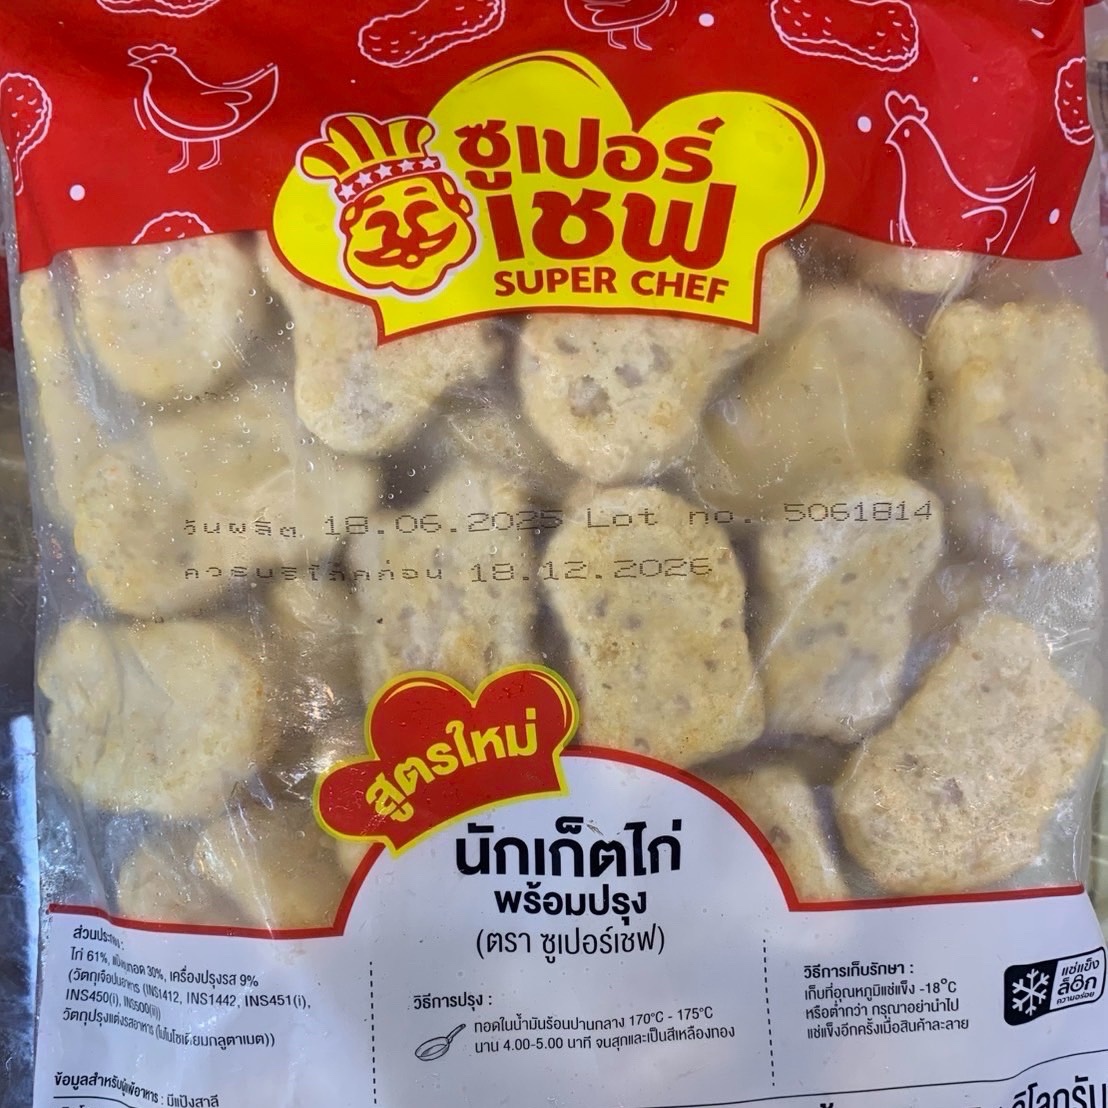 ซูเปอร์
เชฟ
SUPER CHEF
วันผลิต 18.06.2025 Lot no. 5061814
ควรบริโภคก่อน 18.12.2026
สูตรใหม่
นักเก็ตไก่
พร้อมปรุง
(ตรา ซูเปอร์เชฟ)
ส่วนประกอบ :
ไก่ 61%, แป้งชุบทอด 30%, เครื่องปรุงรส 9%
(วัตถุเจือปนอาหาร (INS1412, INS1442, INS451(i),
INS450(i), INS500(ii))
วัตถุปรุงแต่งรสอาหาร (โมโนโซเดียมกลูตาเมต))
ข้อมูลสำหรับผู้แพ้อาหาร : มีแป้งสาลี
วิธีการปรุง :
ทอดในน้ำมันร้อนปานกลาง 170°C - 175°C
นาน 4.00-5.00 นาที จนสุกและเป็นสีเหลืองทอง
วิธีการเก็บรักษา :
เก็บที่อุณหภูมิแช่แข็ง -18°C
หรือต่ำกว่า กรุณาอย่านำไป
แช่แข็งอีกครั้งเมื่อสินค้าละลาย
แช่แข็ง
ล็อก
ความอร่อย